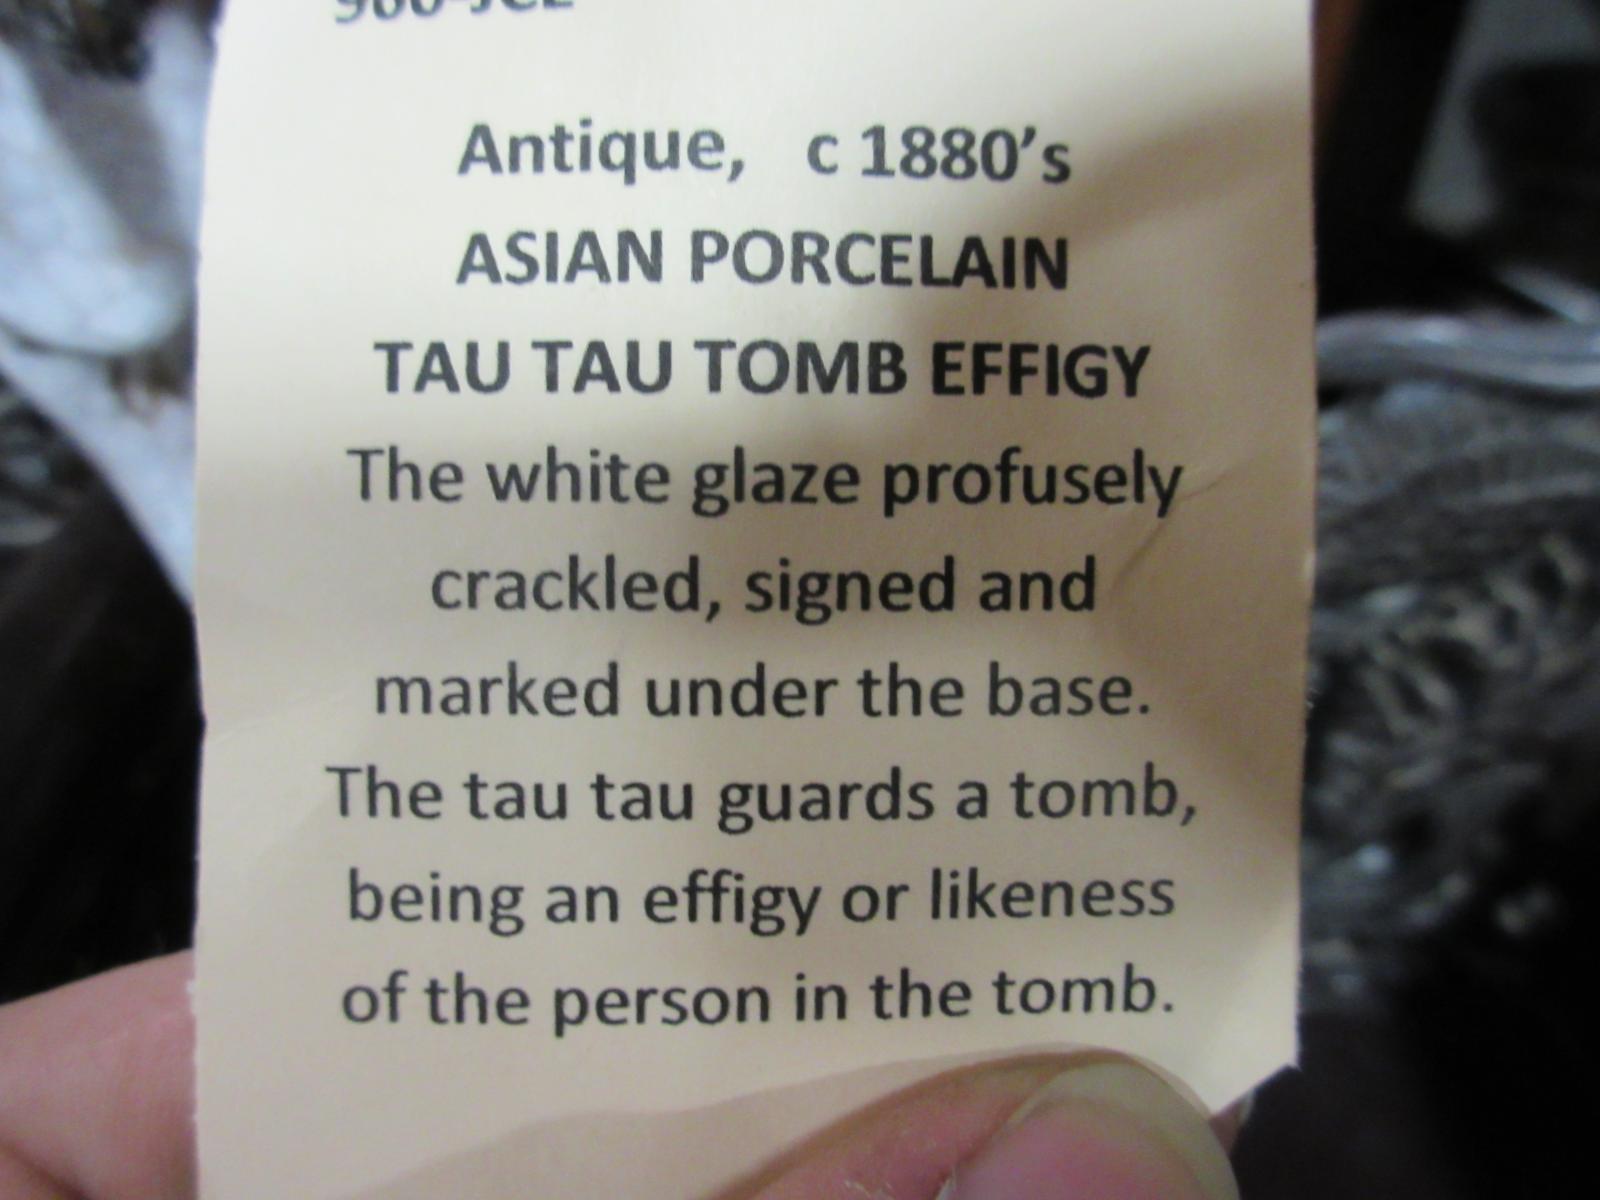 Antique, c 1880's
ASIAN PORCELAIN
TAU TAU TOMB EFFIGY
The white glaze profusely
crackled, signed and
marked under the base.
The tau tau guards a tomb,
being an effigy or likeness
of the person in the tomb.